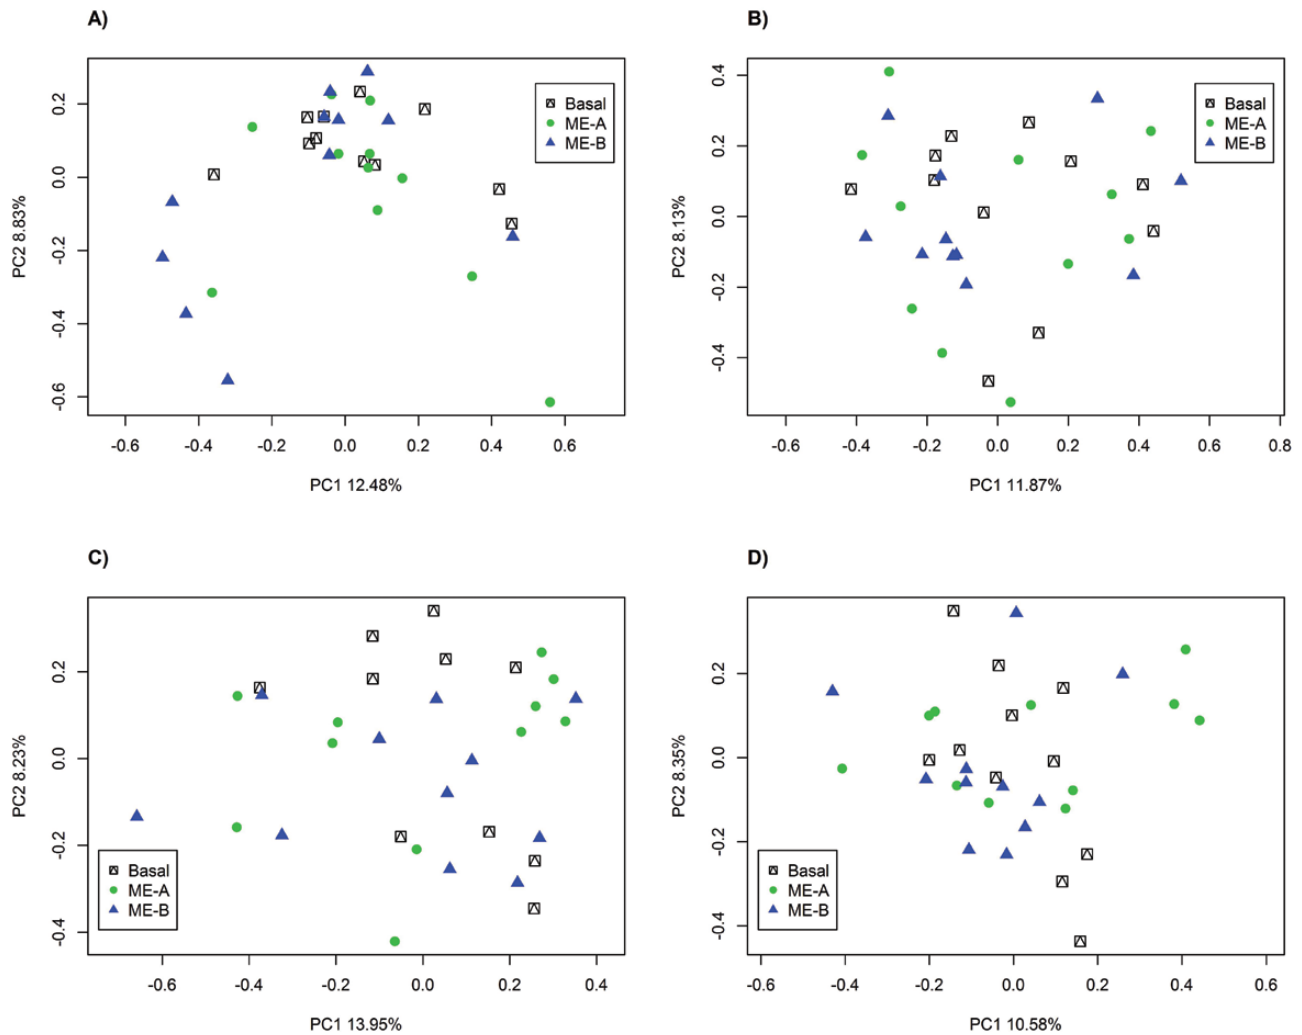 A)
0.2
0.0
-0.2
-0.4
-0.6
PC2 8.83%
Basal
ME-A
ME-B
-0.6 -0.4 -0.2 0.0 0.2 0.4 0.6
PC1 12.48%
B)
0.4
0.2
0.0
-0.2
-0.4
PC2 8.13%
Basal
ME-A
ME-B
-0.6 -0.4 -0.2 0.0 0.2 0.4 0.6 0.8
PC1 11.87%
C)
0.2
0.0
-0.2
-0.4
PC2 8.23%
Basal
ME-A
ME-B
-0.6 -0.4 -0.2 0.0 0.2 0.4
PC1 13.95%
D)
0.2
0.0
-0.2
-0.4
PC2 8.35%
Basal
ME-A
ME-B
-0.6 -0.4 -0.2 0.0 0.2 0.4 0.6
PC1 10.58%